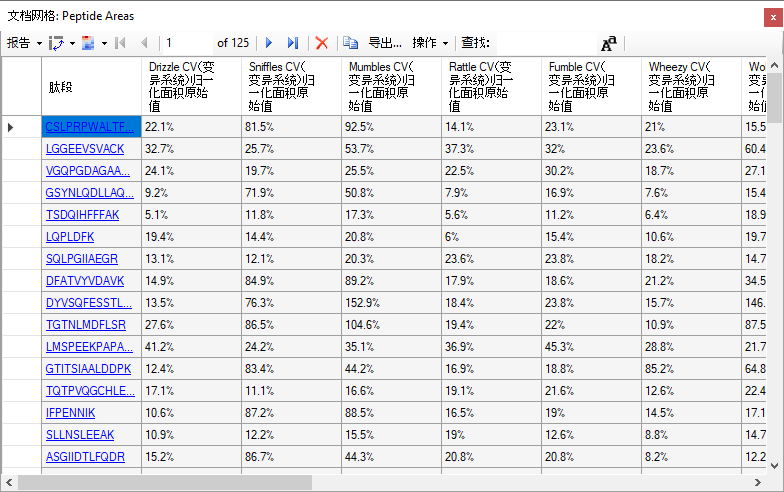 文档网格: Peptide Areas
x
报告 1 of 125 导出... 操作 查找: Aa
肽段 Drizzle CV(变异系统)归一化面积原始值 Sniffles CV(变异系统)归一化面积原始值 Mumbles CV(变异系统)归一化面积原始值 Rattle CV(变异系统)归一化面积原始值 Fumble CV(变异系统)归一化面积原始值 Wheezy CV(变异系统)归一化面积原始值
CSLPRPWALTF... 22.1% 81.5% 92.5% 14.1% 23.1% 21% 15.5
LGGEEVSVACK 32.7% 25.7% 53.7% 37.3% 32% 23.6% 60.4
VGQPGDAGAA... 24.1% 19.7% 25.5% 22.5% 30.2% 18.7% 27.1
GSYNLQDLLAQ... 9.2% 71.9% 50.8% 7.9% 16.9% 7.6% 15.4
TSDQIHFFFAK 5.1% 11.8% 17.3% 5.6% 11.2% 6.4% 18.9
LQPLDFK 19.4% 14.4% 20.8% 6% 15.4% 10.6% 19.7
SQLPGIIAEGR 13.1% 12.1% 20.3% 23.6% 23.8% 18.2% 14.7
DFATVYVDAVK 14.9% 84.9% 89.2% 17.9% 18.6% 21.2% 34.5
DYVSQFESSTL... 13.5% 76.3% 152.9% 18.4% 23.8% 15.7% 146.
TGTNLMDFLSR 27.6% 86.5% 104.6% 19.4% 22% 10.9% 87.5
LMSPEEKPAPA... 41.2% 24.2% 35.1% 36.9% 45.3% 28.8% 21.7
GTITSIAALDDPK 12.4% 83.4% 44.2% 16.9% 18.8% 85.2% 64.8
TQTPVQGCHLE... 17.1% 11.1% 16.6% 19.1% 21.6% 12.6% 22.4
IFPENNIK 10.6% 87.2% 88.5% 16.5% 19% 14.5% 17.1
SLLNSLEEAK 10.9% 12.2% 15.5% 19% 12.6% 8.8% 14.7
ASGIIDTLFQDR 15.2% 86.7% 44.3% 20.8% 20.8% 8.2% 12.2